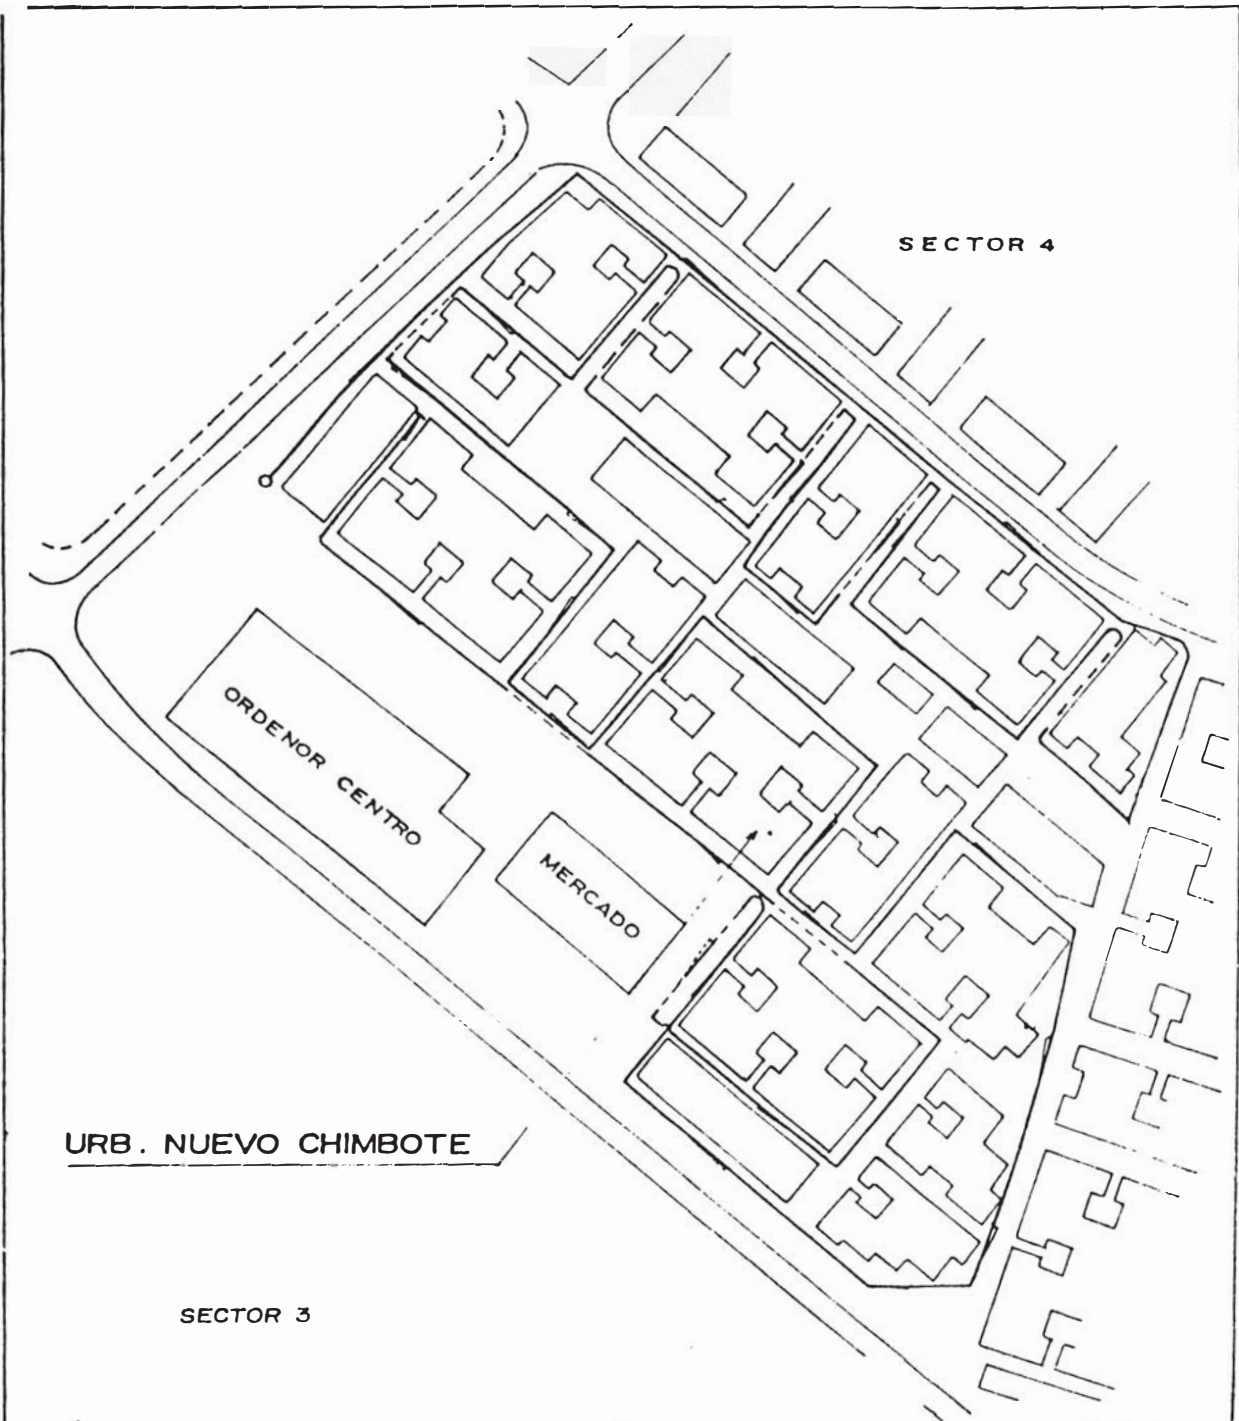 SECTOR 4
ORDENOR CENTRO
MERCADO
URB. NUEVO CHIMBOTE
SECTOR 3